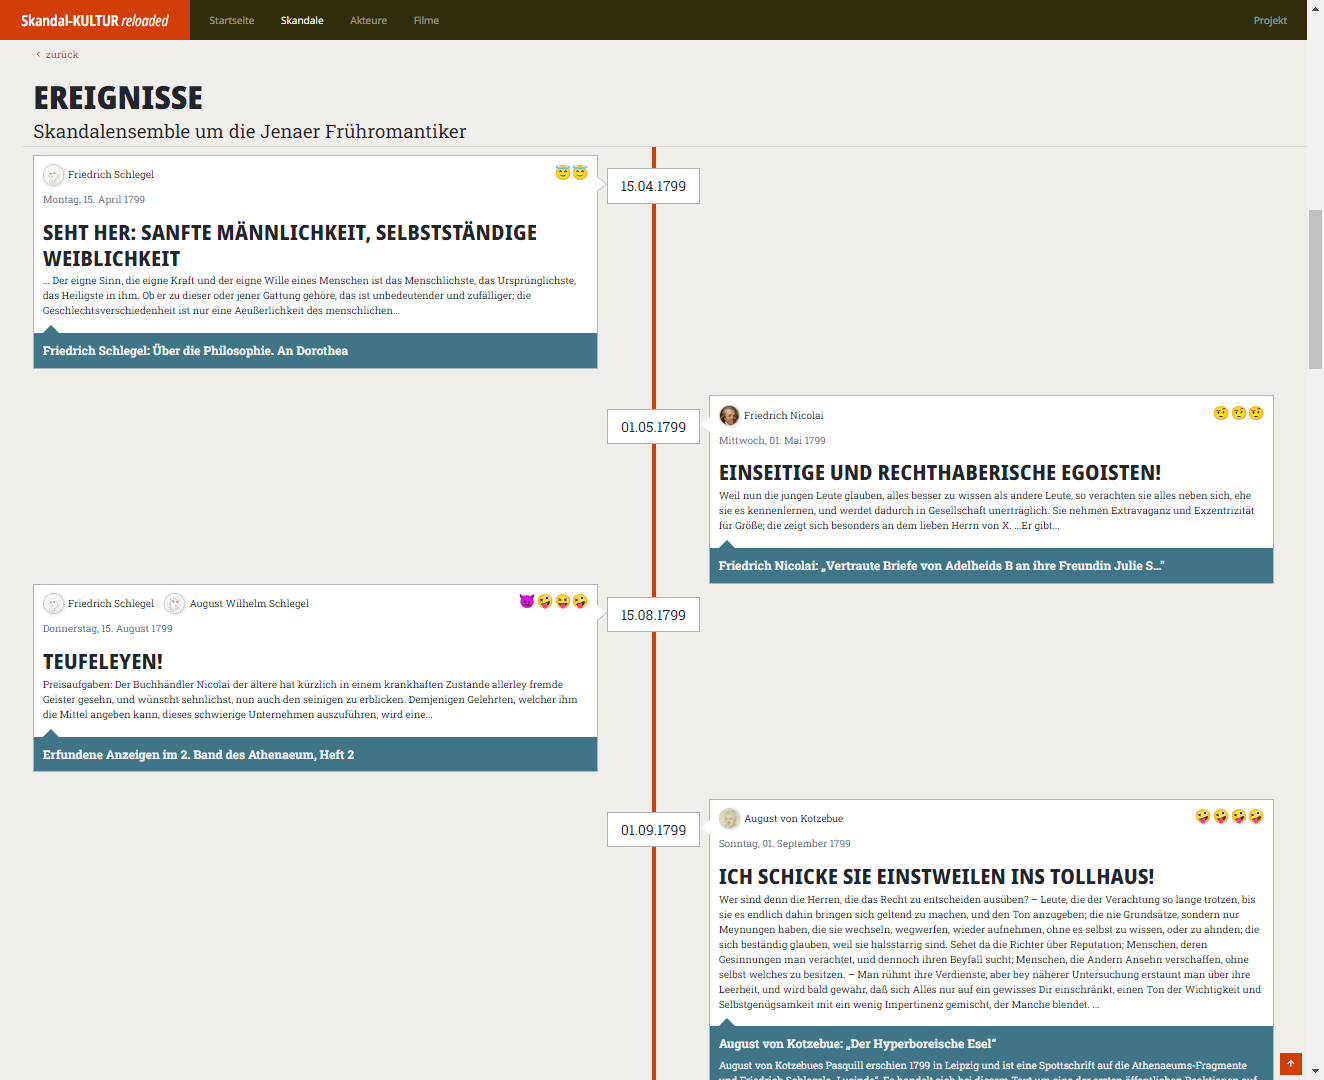 Skandal-KULTUR reloaded
Startseite
Skandale
Akteure
Filme
Projekt
‹ zurück
EREIGNISSE
Skandalensemble um die Jenaer Frühromantiker
Friedrich Schlegel
Montag, 15. April 1799
SEHT HER: SANFTE MÄNNLICHKEIT, SELBSTSTÄNDIGE
WEIBLICHKEIT
... Der eigne Sinn, die eigne Kraft und der eigne Wille eines Menschen ist das Menschlichste, das Ursprünglichste,
das Heiligste in ihm. Ob er zu dieser oder jener Gattung gehöre, das ist unbedeutender und zufälliger; die
Geschlechtsverschiedenheit ist nur eine Aeußerlichkeit des menschlichen...
Friedrich Schlegel: Über die Philosophie. An Dorothea
15.04.1799
01.05.1799
Friedrich Nicolai
Mittwoch, 01. Mai 1799
EINSEITIGE UND RECHTHABERISCHE EGOISTEN!
Weil nun die jungen Leute glauben, alles besser zu wissen als andere Leute, so verachten sie alles neben sich, ehe
sie es kennenlernen, und werdet dadurch in Gesellschaft unerträglich. Sie nehmen Extravaganz und Exzentrizität
für Größe; die zeigt sich besonders an dem lieben Herrn von X. ...Er gibt...
Friedrich Nicolai: „Vertraute Briefe von Adelheids B an ihre Freundin Julie S..."
Friedrich Schlegel
August Wilhelm Schlegel
Donnerstag, 15. August 1799
TEUFELEYEN!
Preisaufgaben: Der Buchhändler Nicolai der ältere hat kürzlich in einem krankhaften Zustande allerley fremde
Geister gesehn, und wünscht sehnlichst, nun auch den seinigen zu erblicken. Demjenigen Gelehrten, welcher ihm
die Mittel angeben kann, dieses schwierige Unternehmen auszuführen, wird eine...
Erfundene Anzeigen im 2. Band des Athenaeum, Heft 2
15.08.1799
01.09.1799
August von Kotzebue
Sonntag, 01. September 1799
ICH SCHICKE SIE EINSTWEILEN INS TOLLHAUS!
Wer sind denn die Herren, die das Recht zu entscheiden ausüben? – Leute, die der Verachtung so lange trotzen, bis
sie es endlich dahin bringen sich geltend zu machen, und den Ton anzugeben; die nie Grundsätze, sondern nur
Meynungen haben, die sie wechseln, wegwerfen, wieder aufnehmen, ohne es selbst zu wissen, oder zu ahnden; die
sich beständig glauben, weil sie halsstarrig sind. Sehet da die Richter über Reputation; Menschen, deren
Gesinnungen man verachtet, und dennoch ihren Beyfall sucht; Menschen, die Andern Ansehn verschaffen, ohne
selbst welches zu besitzen. – Man rühmt ihre Verdienste, aber bey näherer Untersuchung erstaunt man über ihre
Leerheit, und wird bald gewahr, daß sich Alles nur auf ein gewisses Dir einschränkt, einen Ton der Wichtigkeit und
Selbstgenügsamkeit mit ein wenig Impertinenz gemischt, der Manche blendet. ...
August von Kotzebue: „Der Hyperboreische Esel“
August von Kotzebues Pasquill erschien 1799 in Leipzig und ist eine Spottschrift auf die Athenaeums-Fragmente
und Friedrich Schlegels „Lucinde“. Es handelt sich bei diesem Text um eine der ersten öffentlichen Reaktionen auf